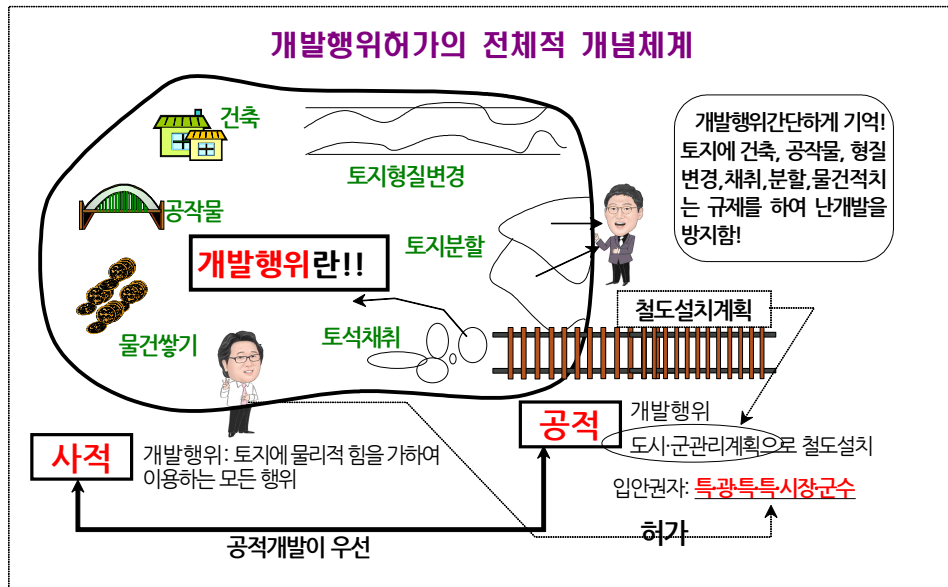 개발행위허가의 전체적 개념체계
건축
토지형질변경
개발행위간단하게 기억!
토지에 건축, 공작물, 형질
변경,채취,분할,물건적치
는 규제를 하여 난개발을
방지함!
공작물
토지분할
개발행위란!!
철도설치계획
물건쌓기
토석채취
사적
개발행위: 토지에 물리적 힘을 가하여
이용하는 모든 행위
공적
개발행위
도시·군관리계획으로 철도설치
입안권자: 특·광·특·특·시장·군수
허가
공적개발이 우선